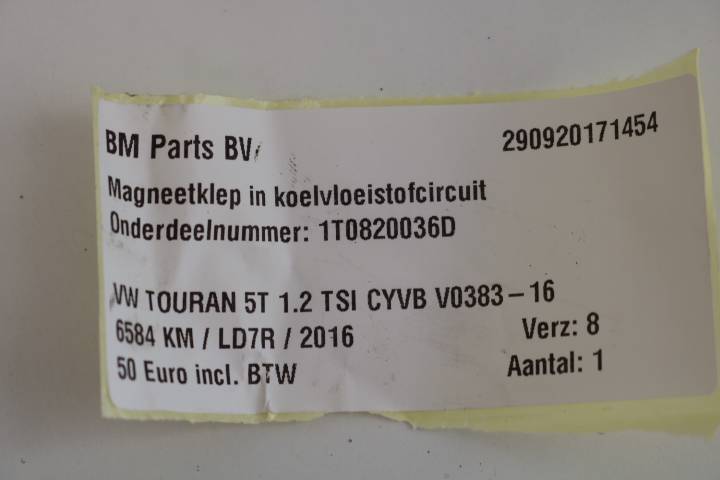 BM Parts BV
290920171454
Magneetklep in koelvloeistofcircuit
Onderdeelnummer: 1T0820036D
VW TOURAN 5T 1.2 TSI CYVB V0383-16
6584 KM / LD7R / 2016
Verz: 8
50 Euro incl. BTW
Aantal: 1